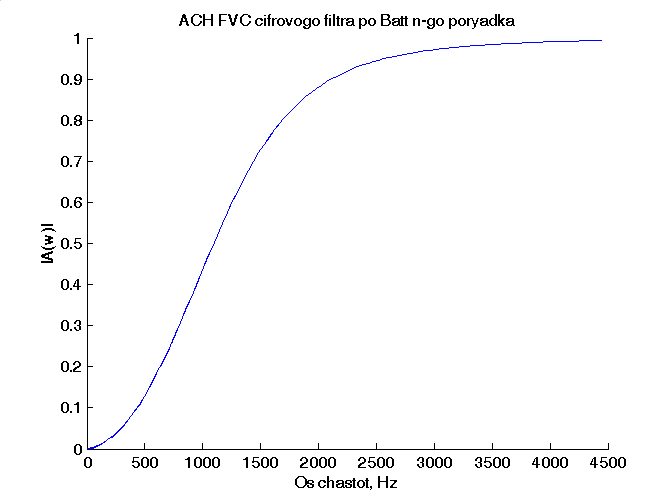 ACH FVC cifrovogo filtra po Batt n-go poryadka
1
0.9
0.8
0.7
0.6
0.5
0.4
0.3
0.2
0.1
0
|A(w)|
0 500 1000 1500 2000 2500 3000 3500 4000 4500
Os chastot, Hz